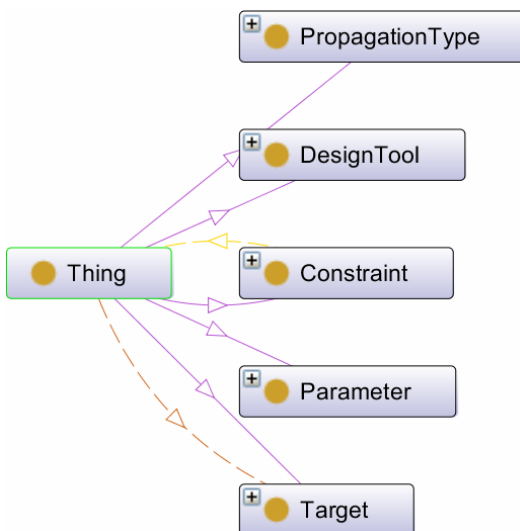 PropagationType
DesignTool
Thing
Constraint
Parameter
Target